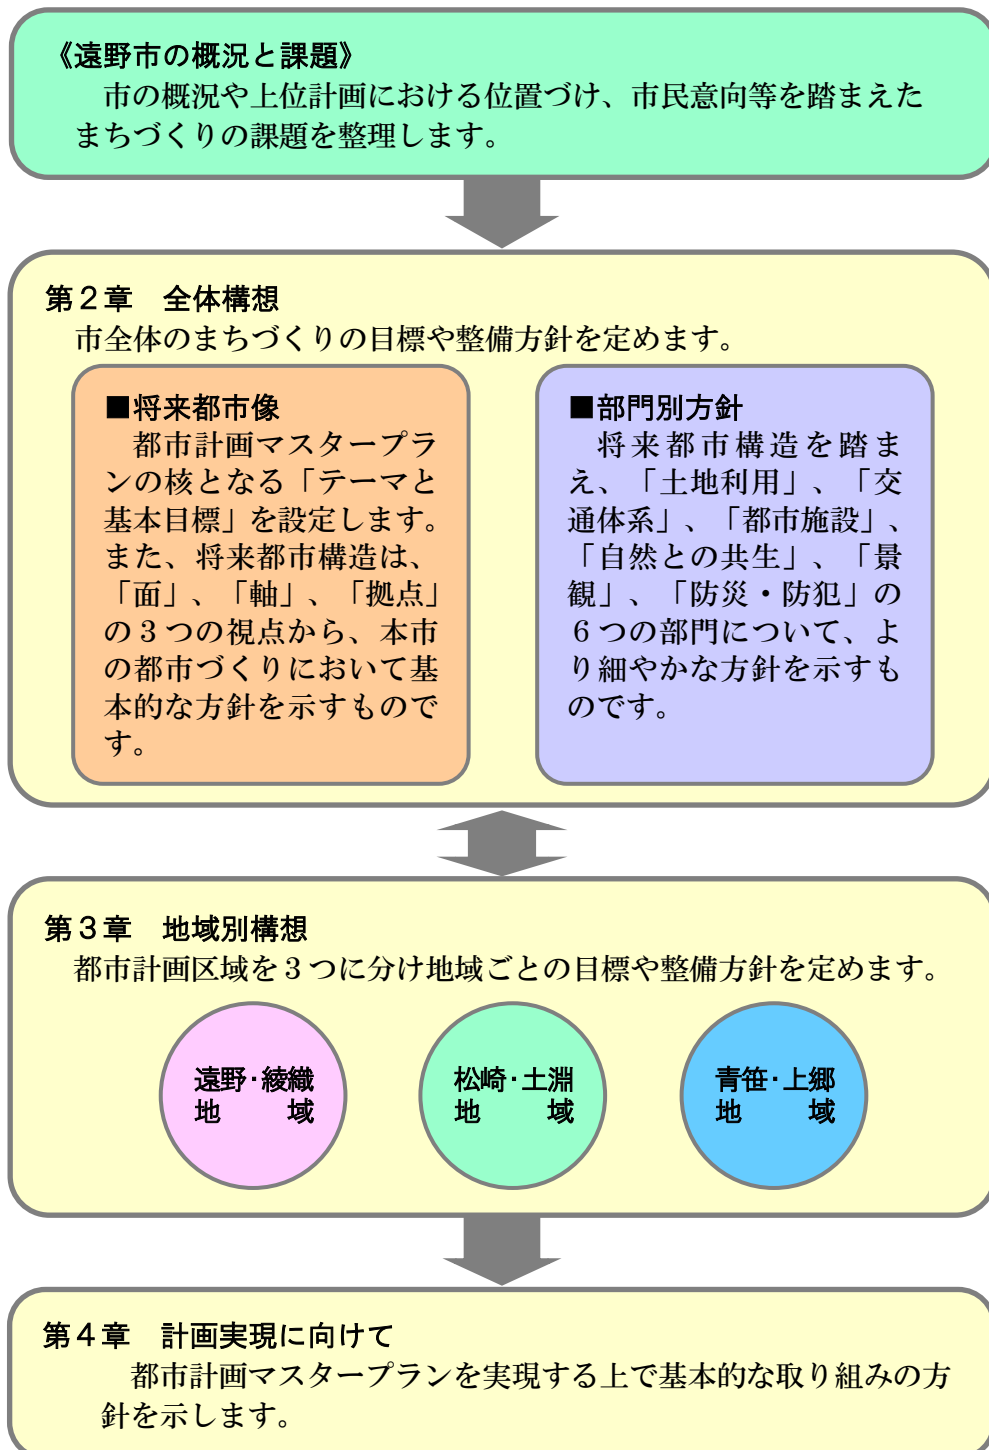 《遠野市の概況と課題》
市の概況や上位計画における位置づけ、市民意向等を踏まえた
まちづくりの課題を整理します。
第２章　全体構想
市全体のまちづくりの目標や整備方針を定めます。
■将来都市像
都市計画マスタープラ
ンの核となる「テーマと
基本目標」を設定します。
また、将来都市構造は、
「面」、「軸」、「拠点」
の３つの視点から、本市
の都市づくりにおいて基
本的な方針を示すもので
す。
■部門別方針
将来都市構造を踏ま
え、「土地利用」、「交
通体系」、「都市施設」、
「自然との共生」、「景
観」、「防災・防犯」の
６つの部門について、よ
り細やかな方針を示すも
のです。
第３章　地域別構想
都市計画区域を３つに分け地域ごとの目標や整備方針を定めます。
遠野・綾織
地　　域
松崎・土淵
地　　域
青笹・上郷
地　　域
第４章　計画実現に向けて
都市計画マスタープランを実現する上で基本的な取り組みの方
針を示します。